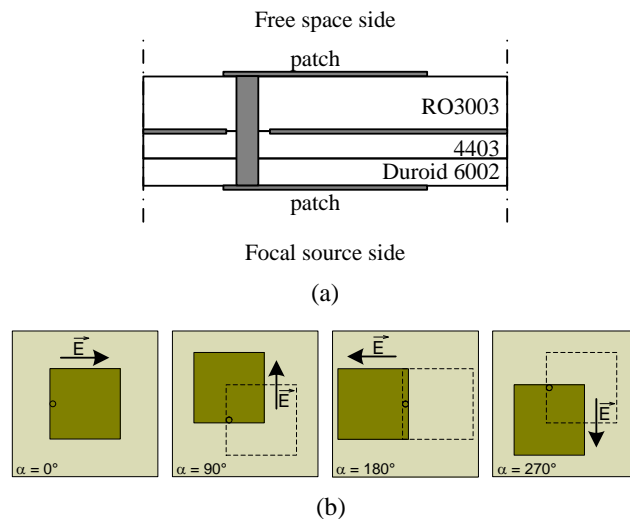 Free space side
patch
RO3003
4403
Duroid 6002
patch
Focal source side
(a)
E E E E
α = 0° α = 90° α = 180° α = 270°
(b)